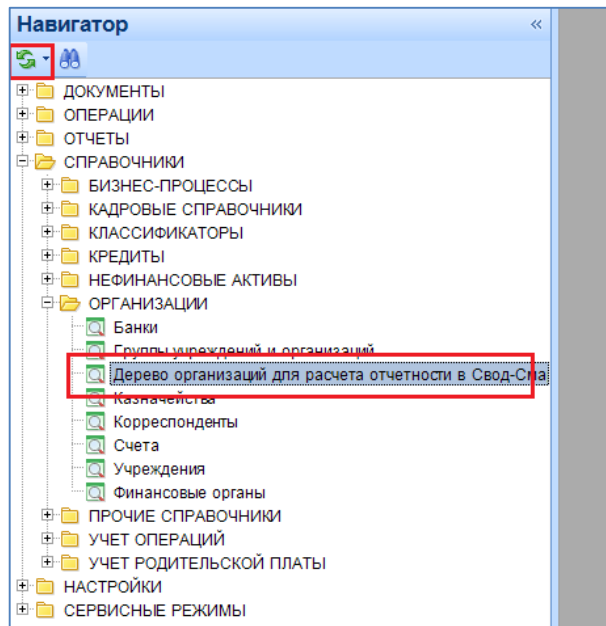 Навигатор
ДОКУМЕНТЫ
ОПЕРАЦИИ
ОТЧЕТЫ
СПРАВОЧНИКИ
БИЗНЕС-ПРОЦЕССЫ
КАДРОВЫЕ СПРАВОЧНИКИ
КЛАССИФИКАТОРЫ
КРЕДИТЫ
НЕФИНАНСОВЫЕ АКТИВЫ
ОРГАНИЗАЦИИ
Банки
Группы учреждений и организаций
Дерево организаций для расчета отчетности в Свод-Сма
Казначейства
Корреспонденты
Счета
Учреждения
Финансовые органы
ПРОЧИЕ СПРАВОЧНИКИ
УЧЕТ ОПЕРАЦИЙ
УЧЕТ РОДИТЕЛЬСКОЙ ПЛАТЫ
НАСТРОЙКИ
СЕРВИСНЫЕ РЕЖИМЫ